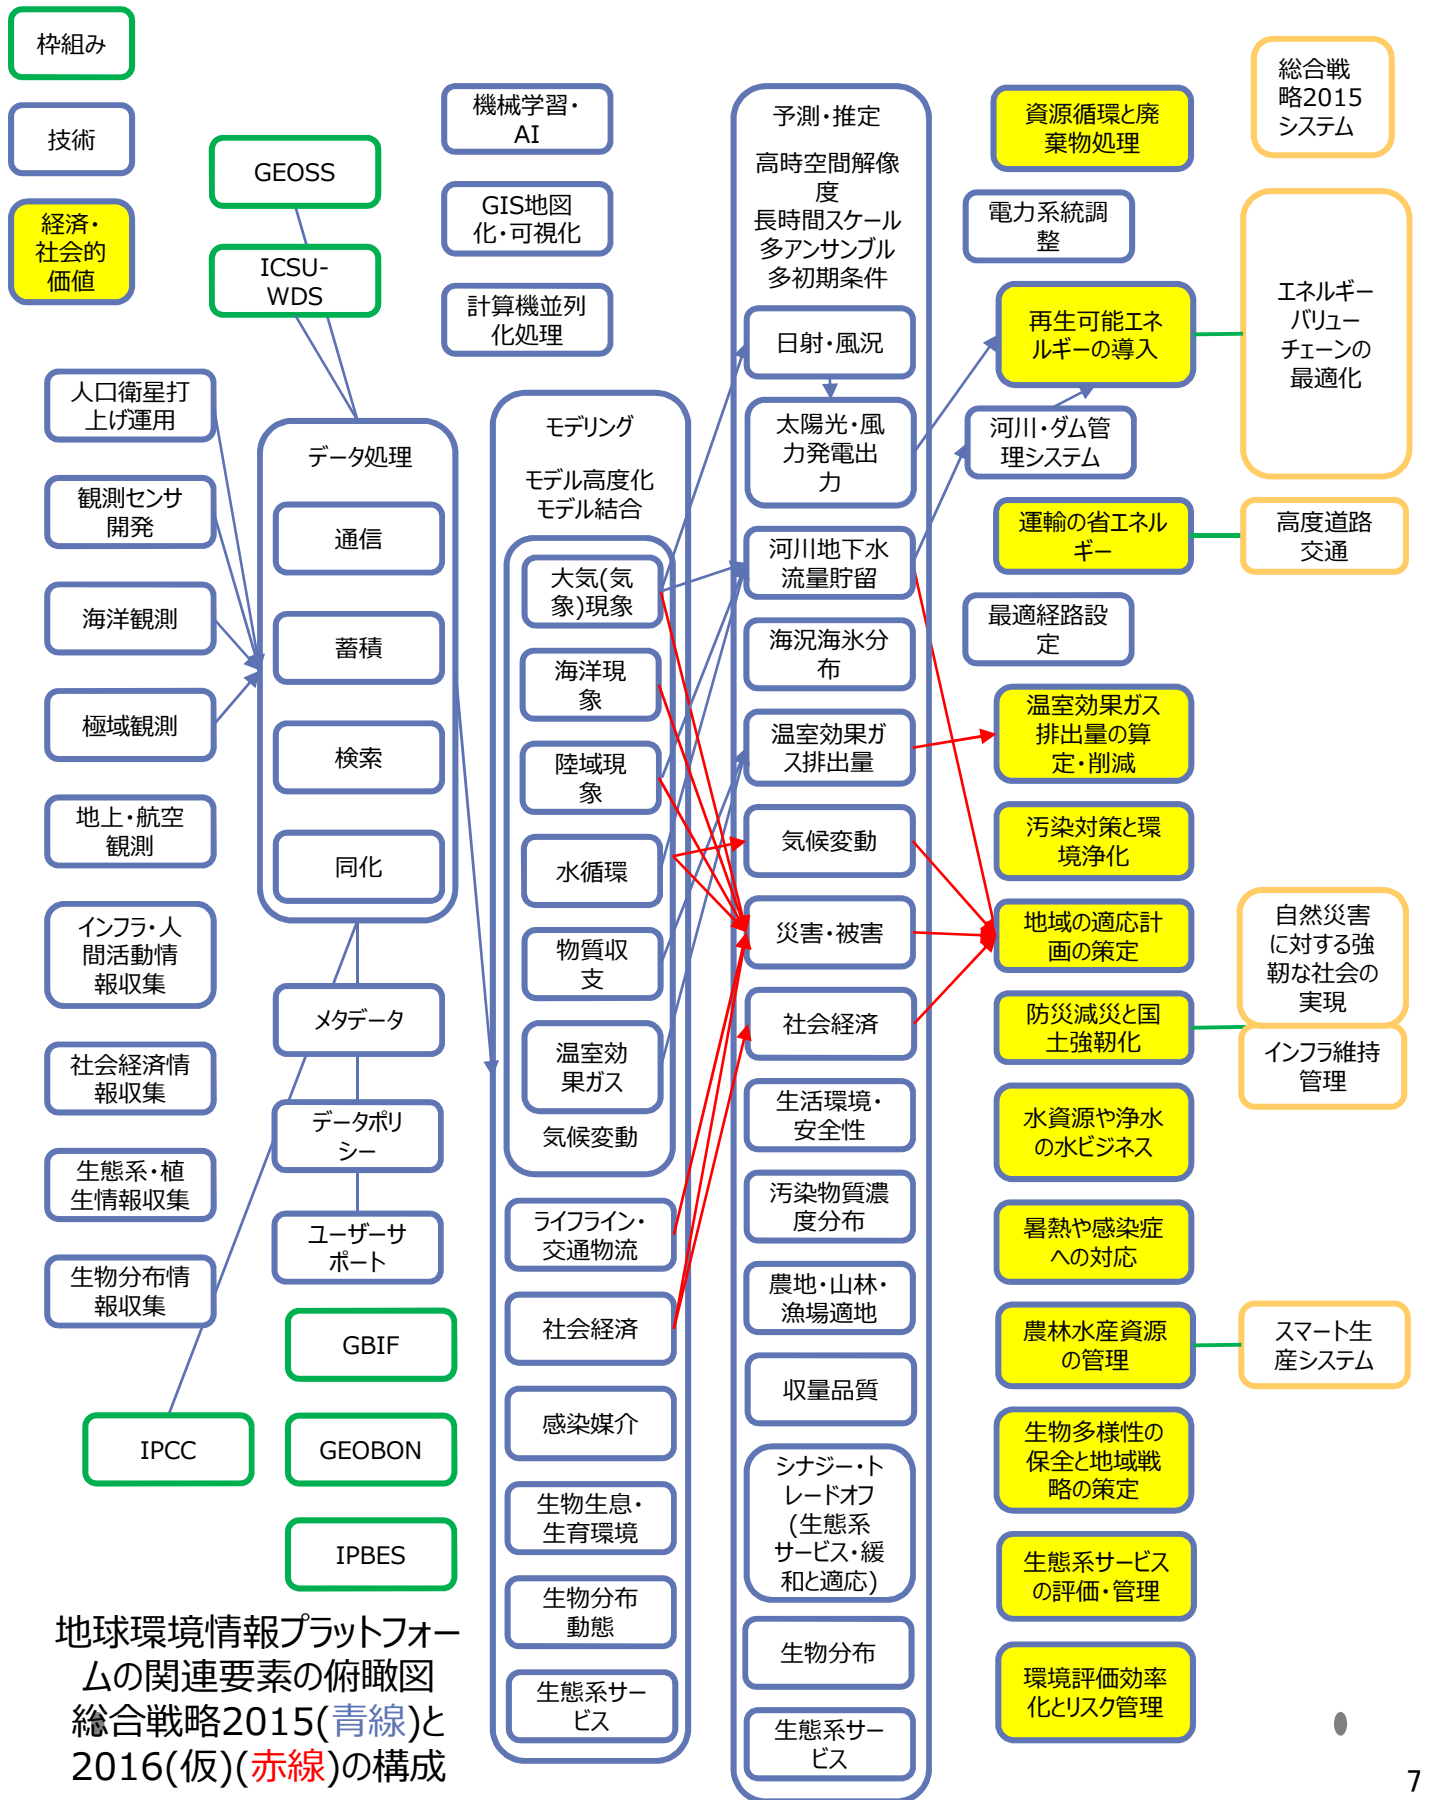 枠組み
技術
経済・
社会的
価値
GEOSS
ICSU-
WDS
人口衛星打
上げ運用
観測センサ
開発
海洋観測
極域観測
地上・航空
観測
インフラ・人
間活動情
報収集
社会経済情
報収集
生態系・植
生情報収集
生物分布情
報収集
データ処理
通信
蓄積
検索
同化
メタデータ
データポリ
シー
ユーザーサ
ポート
GBIF
IPCC
GEOBON
IPBES
機械学習・
AI
GIS地図
化・可視化
計算機並列
化処理
モデリング
モデル高度化
モデル結合
大気(気
象)現象
海洋現
象
陸域現
象
水循環
物質収
支
温室効
果ガス
気候変動
ライフライン・
交通物流
社会経済
感染媒介
生物生息・
生育環境
生物分布
動態
生態系サー
ビス
予測・推定
高時空間解像
度
長時間スケール
多アンサンブル
多初期条件
日射・風況
太陽光・風
力発電出
力
河川地下水
流量貯留
海況海氷分
布
温室効果ガ
ス排出量
気候変動
災害・被害
社会経済
生活環境・
安全性
汚染物質濃
度分布
農地・山林・
漁場適地
収量品質
シナジー・ト
レードオフ
(生態系
サービス・緩
和と適応)
生物分布
生態系サー
ビス
資源循環と廃
棄物処理
電力系統調
整
再生可能エネ
ルギーの導入
河川・ダム管
理システム
運輸の省エネル
ギー
最適経路設
定
温室効果ガス
排出量の算
定・削減
汚染対策と環
境浄化
地域の適応計
画の策定
防災減災と国
土強靭化
水資源や浄水
の水ビジネス
暑熱や感染症
への対応
農林水産資源
の管理
生物多様性の
保全と地域戦
略の策定
生態系サービス
の評価・管理
環境評価効率
化とリスク管理
総合戦
略2015
システム
エネルギー
バリュー
チェーンの
最適化
高度道路
交通
自然災害
に対する強
靭な社会の
実現
インフラ維持
管理
スマート生
産システム
地球環境情報プラットフォー
ムの関連要素の俯瞰図
総合戦略2015(青線)と
2016(仮)(赤線)の構成
7